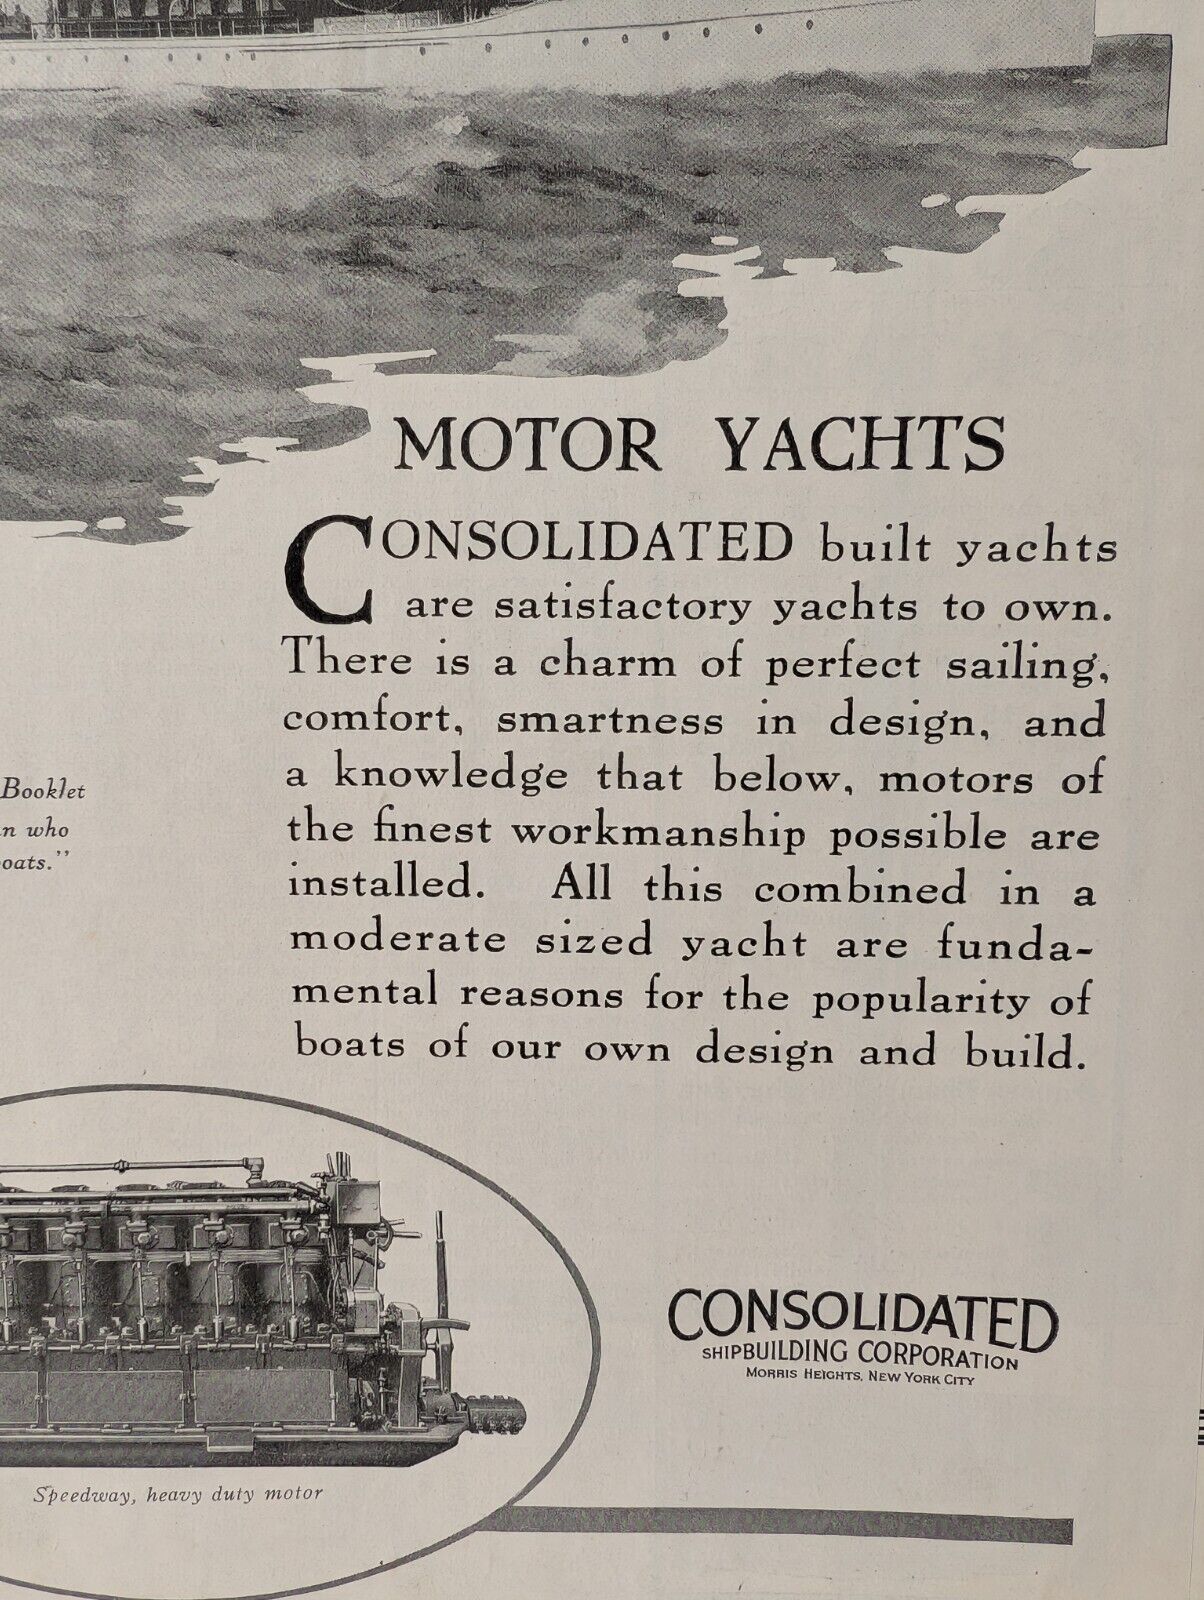 MOTOR YACHTS
CONSOLIDATED built yachts
are satisfactory yachts to own.
There is a charm of perfect sailing,
comfort, smartness in design, and
a knowledge that below, motors of
the finest workmanship possible are
installed. All this combined in a
moderate sized yacht are funda-
mental reasons for the popularity of
boats of our own design and build.
Booklet
who
Speedway, heavy duty motor
CONSOLIDATED
SHIPBUILDING CORPORATION
MORRIS HEIGHTS, NEW YORK CITY